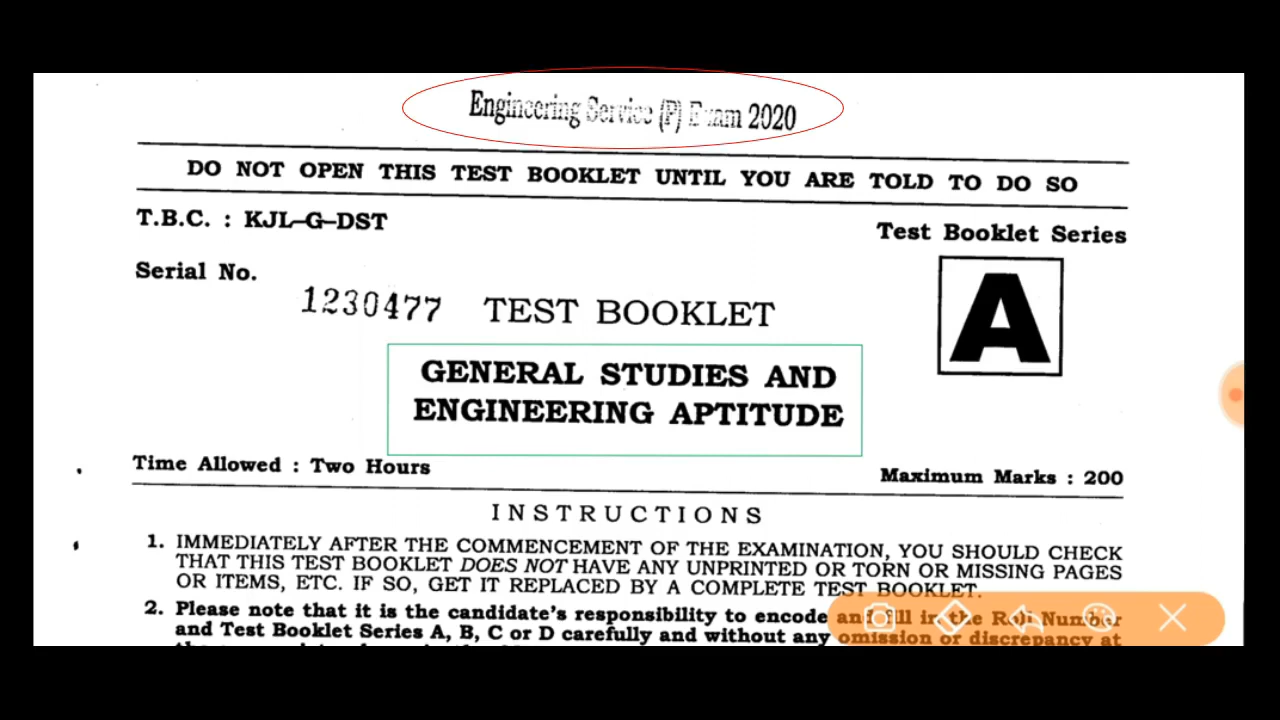 Engineering Service (P) Exam 2020
DO NOT OPEN THIS TEST BOOKLET UNTIL YOU ARE TOLD TO DO SO
T.B.C. : KJL–G–DST
Test Booklet Series
Serial No.
A
1230477 TEST BOOKLET
GENERAL STUDIES AND
ENGINEERING APTITUDE
Time Allowed : Two Hours
Maximum Marks : 200
INSTRUCTIONS
1. IMMEDIATELY AFTER THE COMMENCEMENT OF THE EXAMINATION, YOU SHOULD CHECK
THAT THIS TEST BOOKLET DOES NOT HAVE ANY UNPRINTED OR TORN OR MISSING PAGES
OR ITEMS, ETC. IF SO, GET IT REPLACED BY A COMPLETE TEST BOOKLET.
2. Please note that it is the candidate's responsibility to encode and fill in the Roll Number
and Test Booklet Series A, B, C or D carefully and without any omission or discrepancy at